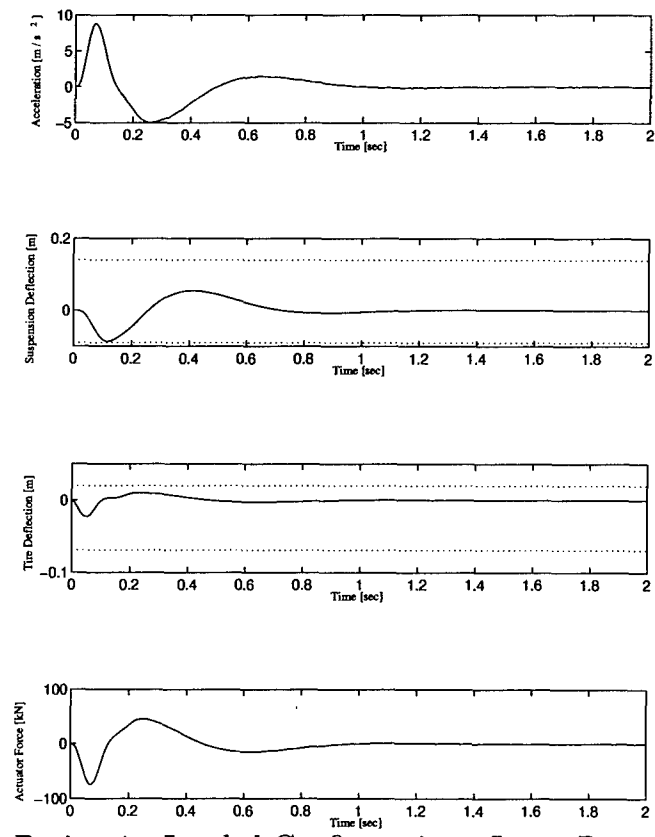 10
5
0
−5
Acceleration [m / s ²]
0 0.2 0.4 0.6 0.8 1 1.2 1.4 1.6 1.8 2
Time [sec}
0.2
0
Suspension Deflection [m]
0 0.2 0.4 0.6 0.8 1 1.2 1.4 1.6 1.8 2
Time [sec]
0
−0.1
Tire Deflection [m]
0 0.2 0.4 0.6 0.8 1 1.2 1.4 1.6 1.8 2
Time [sec}
100
0
−100
Actuator Force [kN]
0 0.2 0.4 0.6 0.8 1 1.2 1.4 1.6 1.8 2
Time [sec}